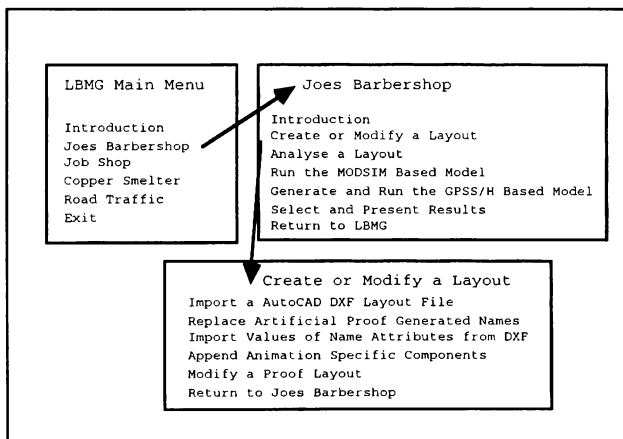 LBMG Main Menu
Introduction
Joes Barbershop
Job Shop
Copper Smelter
Road Traffic
Exit
Joes Barbershop
Introduction
Create or Modify a Layout
Analyse a Layout
Run the MODSIM Based Model
Generate and Run the GPSS/H Based Model
Select and Present Results
Return to LBMG
Create or Modify a Layout
Import a AutoCAD DXF Layout File
Replace Artificial Proof Generated Names
Import Values of Name Attributes from DXF
Append Animation Specific Components
Modify a Proof Layout
Return to Joes Barbershop